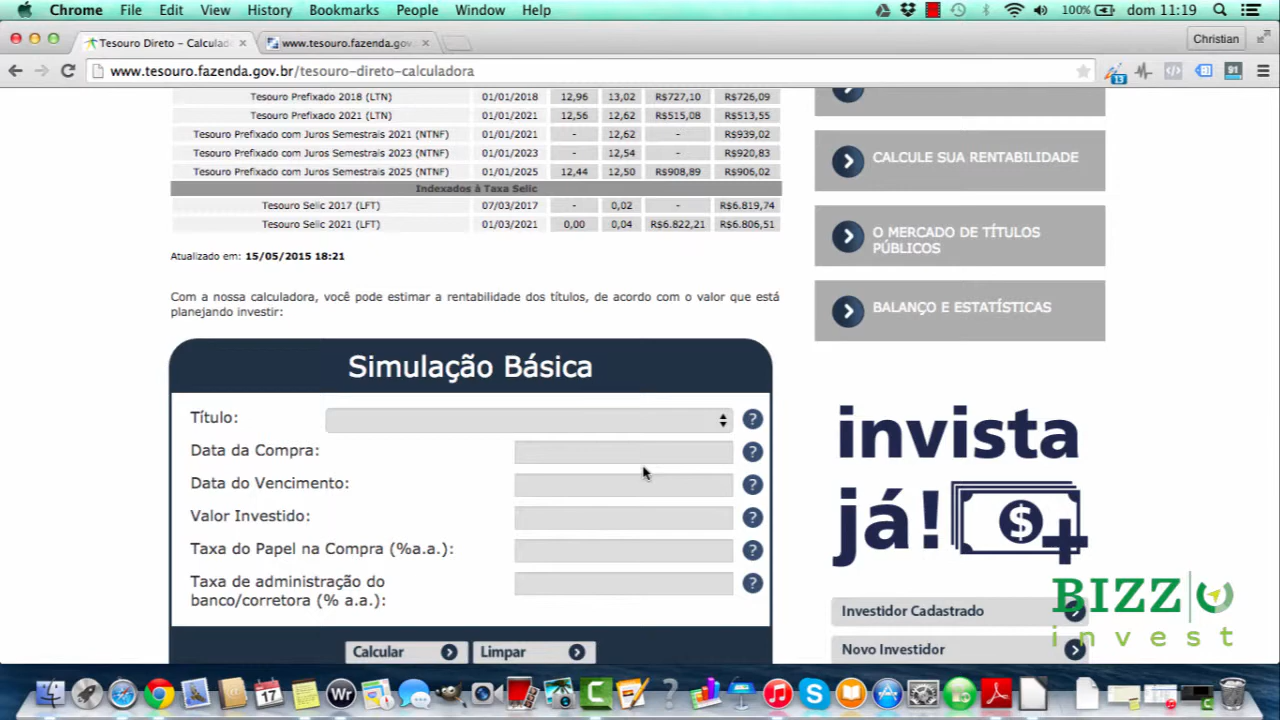 Chrome File Edit View History Bookmarks People Window Help 100% dom 11:19
Tesouro Direto – Calculad www.tesouro.fazenda.gov. Christian
www.tesouro.fazenda.gov.br/tesouro-direto-calculadora 13 91
Tesouro Prefixado 2018 (LTN) 01/01/2018 12,96 13,02 R$727,10 R$726,09
Tesouro Prefixado 2021 (LTN) 01/01/2021 12,56 12,62 R$515,08 R$513,55
Tesouro Prefixado com Juros Semestrais 2021 (NTNF) 01/01/2021 - 12,62 - R$939,02
Tesouro Prefixado com Juros Semestrais 2023 (NTNF) 01/01/2023 - 12,54 - R$920,83
Tesouro Prefixado com Juros Semestrais 2025 (NTNF) 01/01/2025 12,44 12,50 R$908,89 R$906,02
Indexados à Taxa Selic
Tesouro Selic 2017 (LFT) 07/03/2017 - 0,02 - R$6.819,74
Tesouro Selic 2021 (LFT) 01/03/2021 0,00 0,04 R$6.822,21 R$6.806,51
Atualizado em: 15/05/2015 18:21
Com a nossa calculadora, você pode estimar a rentabilidade dos títulos, de acordo com o valor que está
planejando investir:
Simulação Básica
Título: ?
Data da Compra: ?
Data do Vencimento: ?
Valor Investido: ?
Taxa do Papel na Compra (%a.a.): ?
Taxa de administração do
banco/corretora (% a.a.): ?
Calcular Limpar
CALCULE SUA RENTABILIDADE
O MERCADO DE TÍTULOS
PÚBLICOS
BALANÇO E ESTATÍSTICAS
invista
já! $
Investidor Cadastrado
Novo Investidor
BIZZ
invest
17 Wr